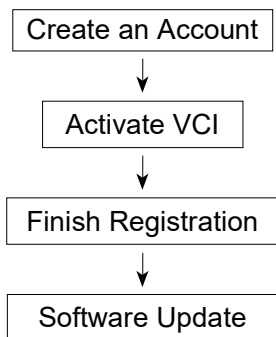 Create an Account
Activate VCI
Finish Registration
Software Update